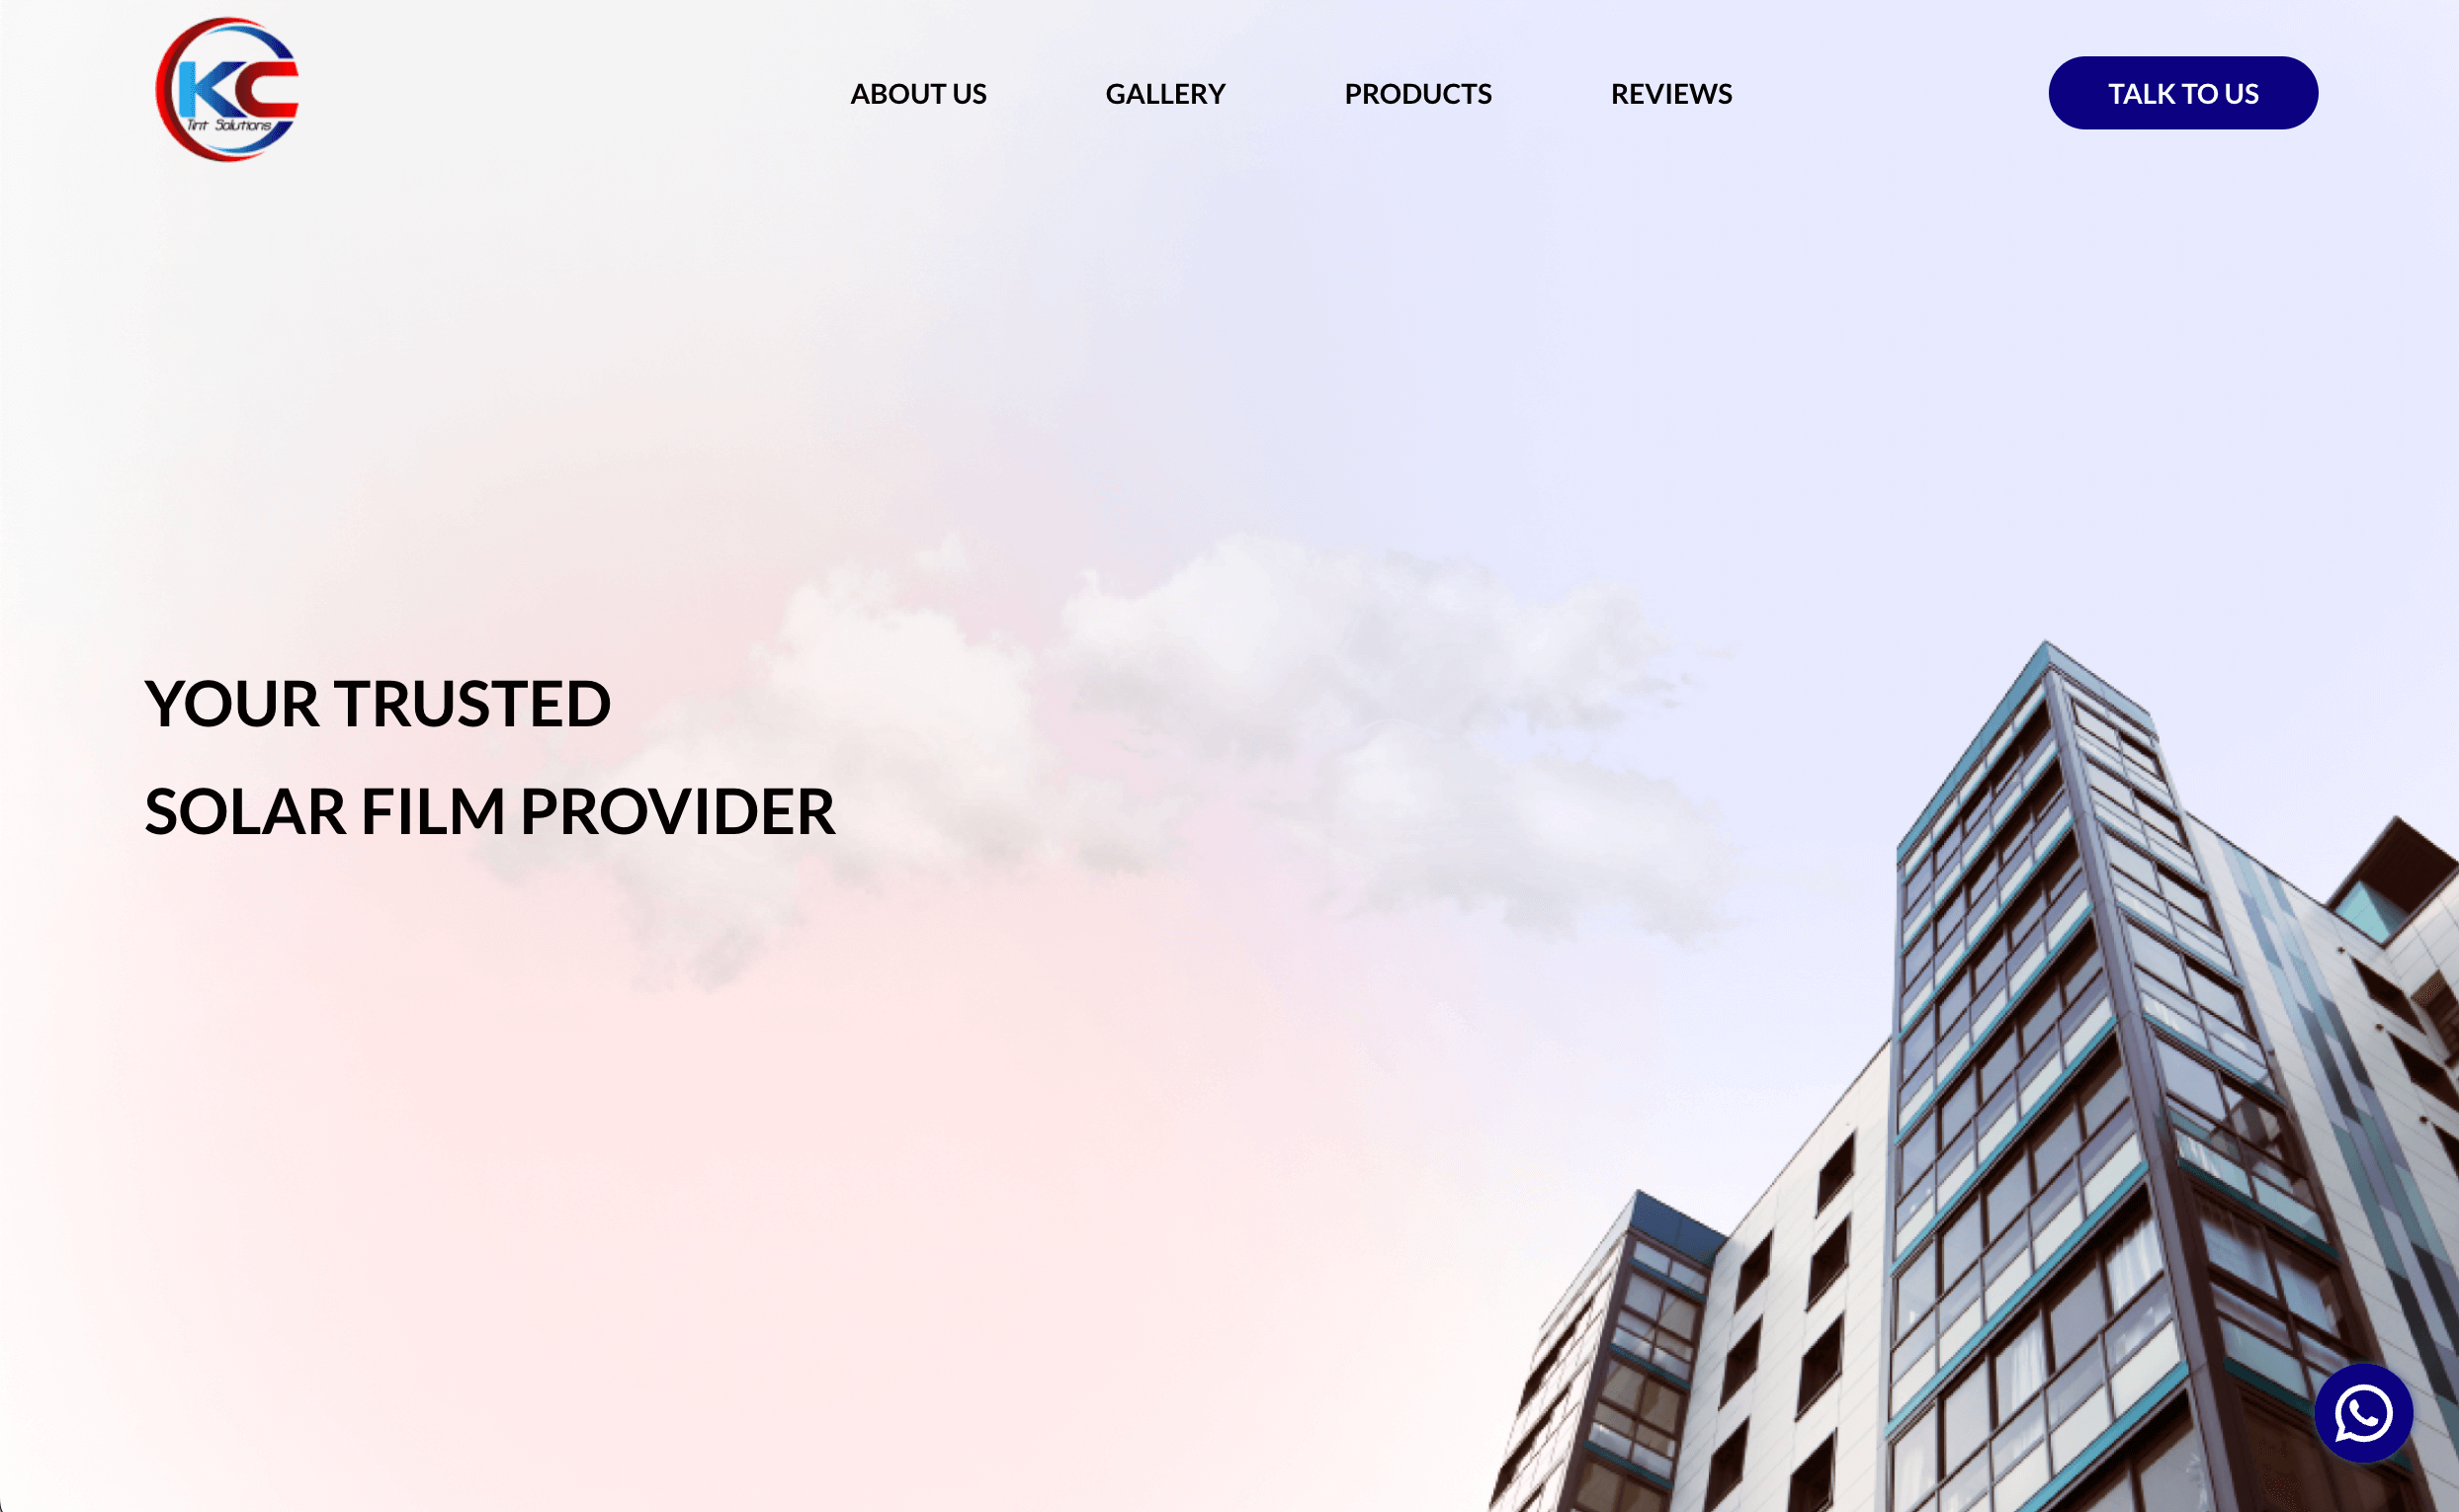 KC
Tint Solutions
ABOUT US
GALLERY
PRODUCTS
REVIEWS
TALK TO US
YOUR TRUSTED
SOLAR FILM PROVIDER